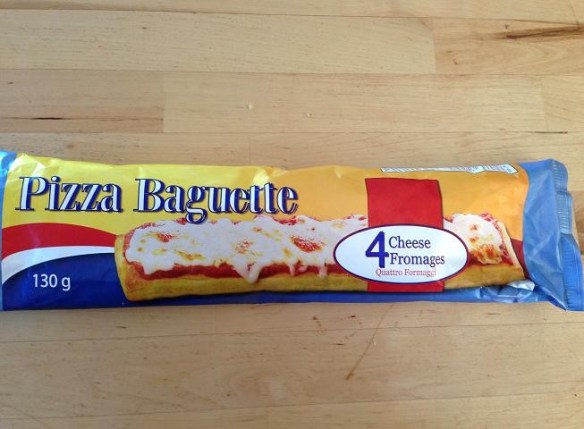 Pizza Baguette
130 g
4 Cheese
Fromages
Quattro Formaggi